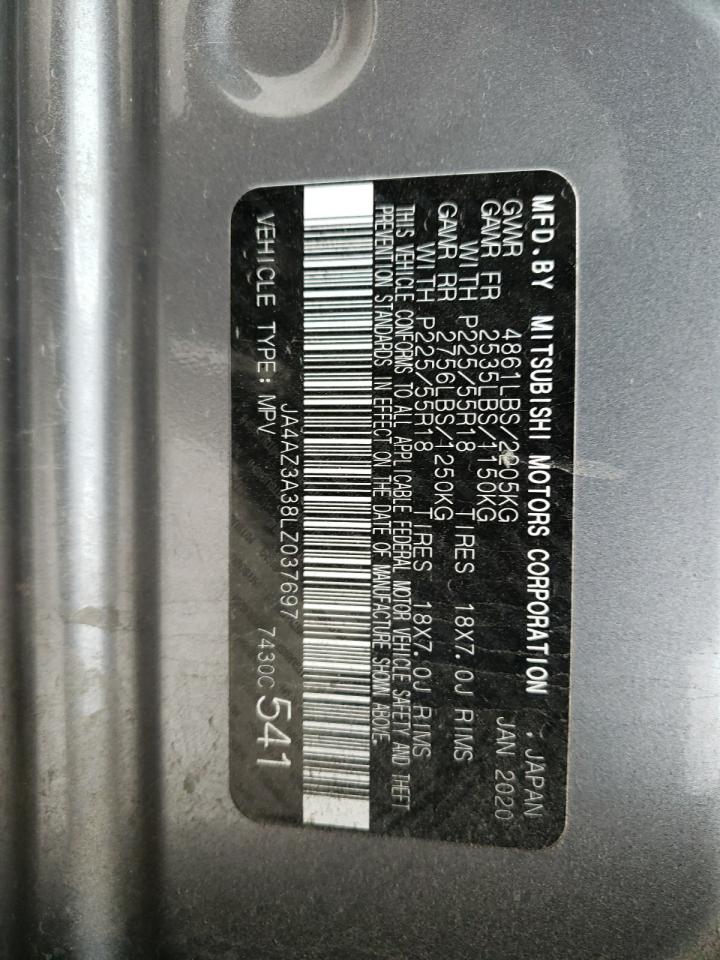 MFD.BY MITSUBISHI MOTORS CORPORATION , JAPAN
GVWR 4861LBS/2205KG JAN 2020
GAWR FR 2535LBS/1150KG
WITH P225/55R18 TIRES 18X7.0J RIMS
GAWR RR 2756LBS/1250KG
WITH P225/55R18 TIRES 18X7.0J RIMS
THIS VEHICLE CONFORMS TO ALL APPLICABLE FEDERAL MOTOR VEHICLE SAFETY AND THEFT
PREVENTION STANDARDS IN EFFECT ON THE DATE OF MANUFACTURE SHOWN ABOVE.
JA4AZ3A38LZ037697
VEHICLE TYPE: MPV 7430C 541